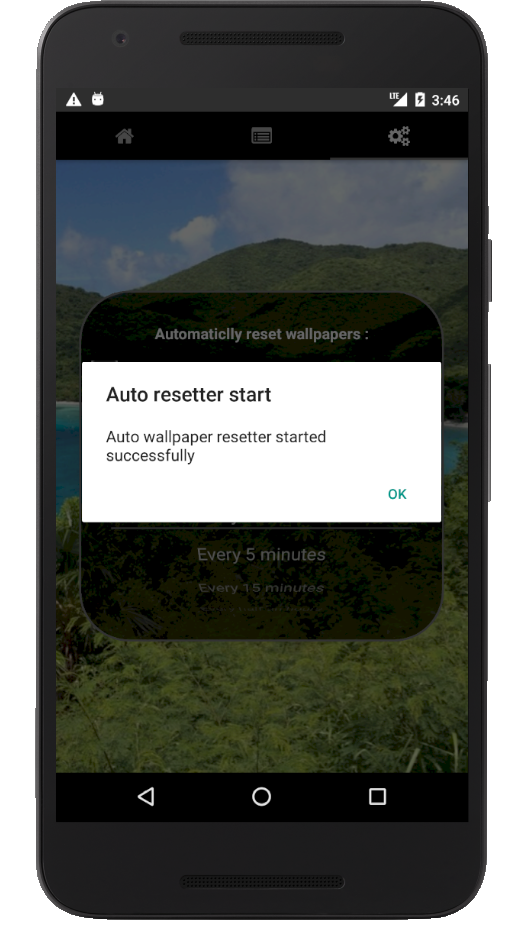 LTE 3:46
Automaticlly reset wallpapers :
Auto resetter start
Auto wallpaper resetter started
successfully
OK
Every 5 minutes
Every 15 minutes